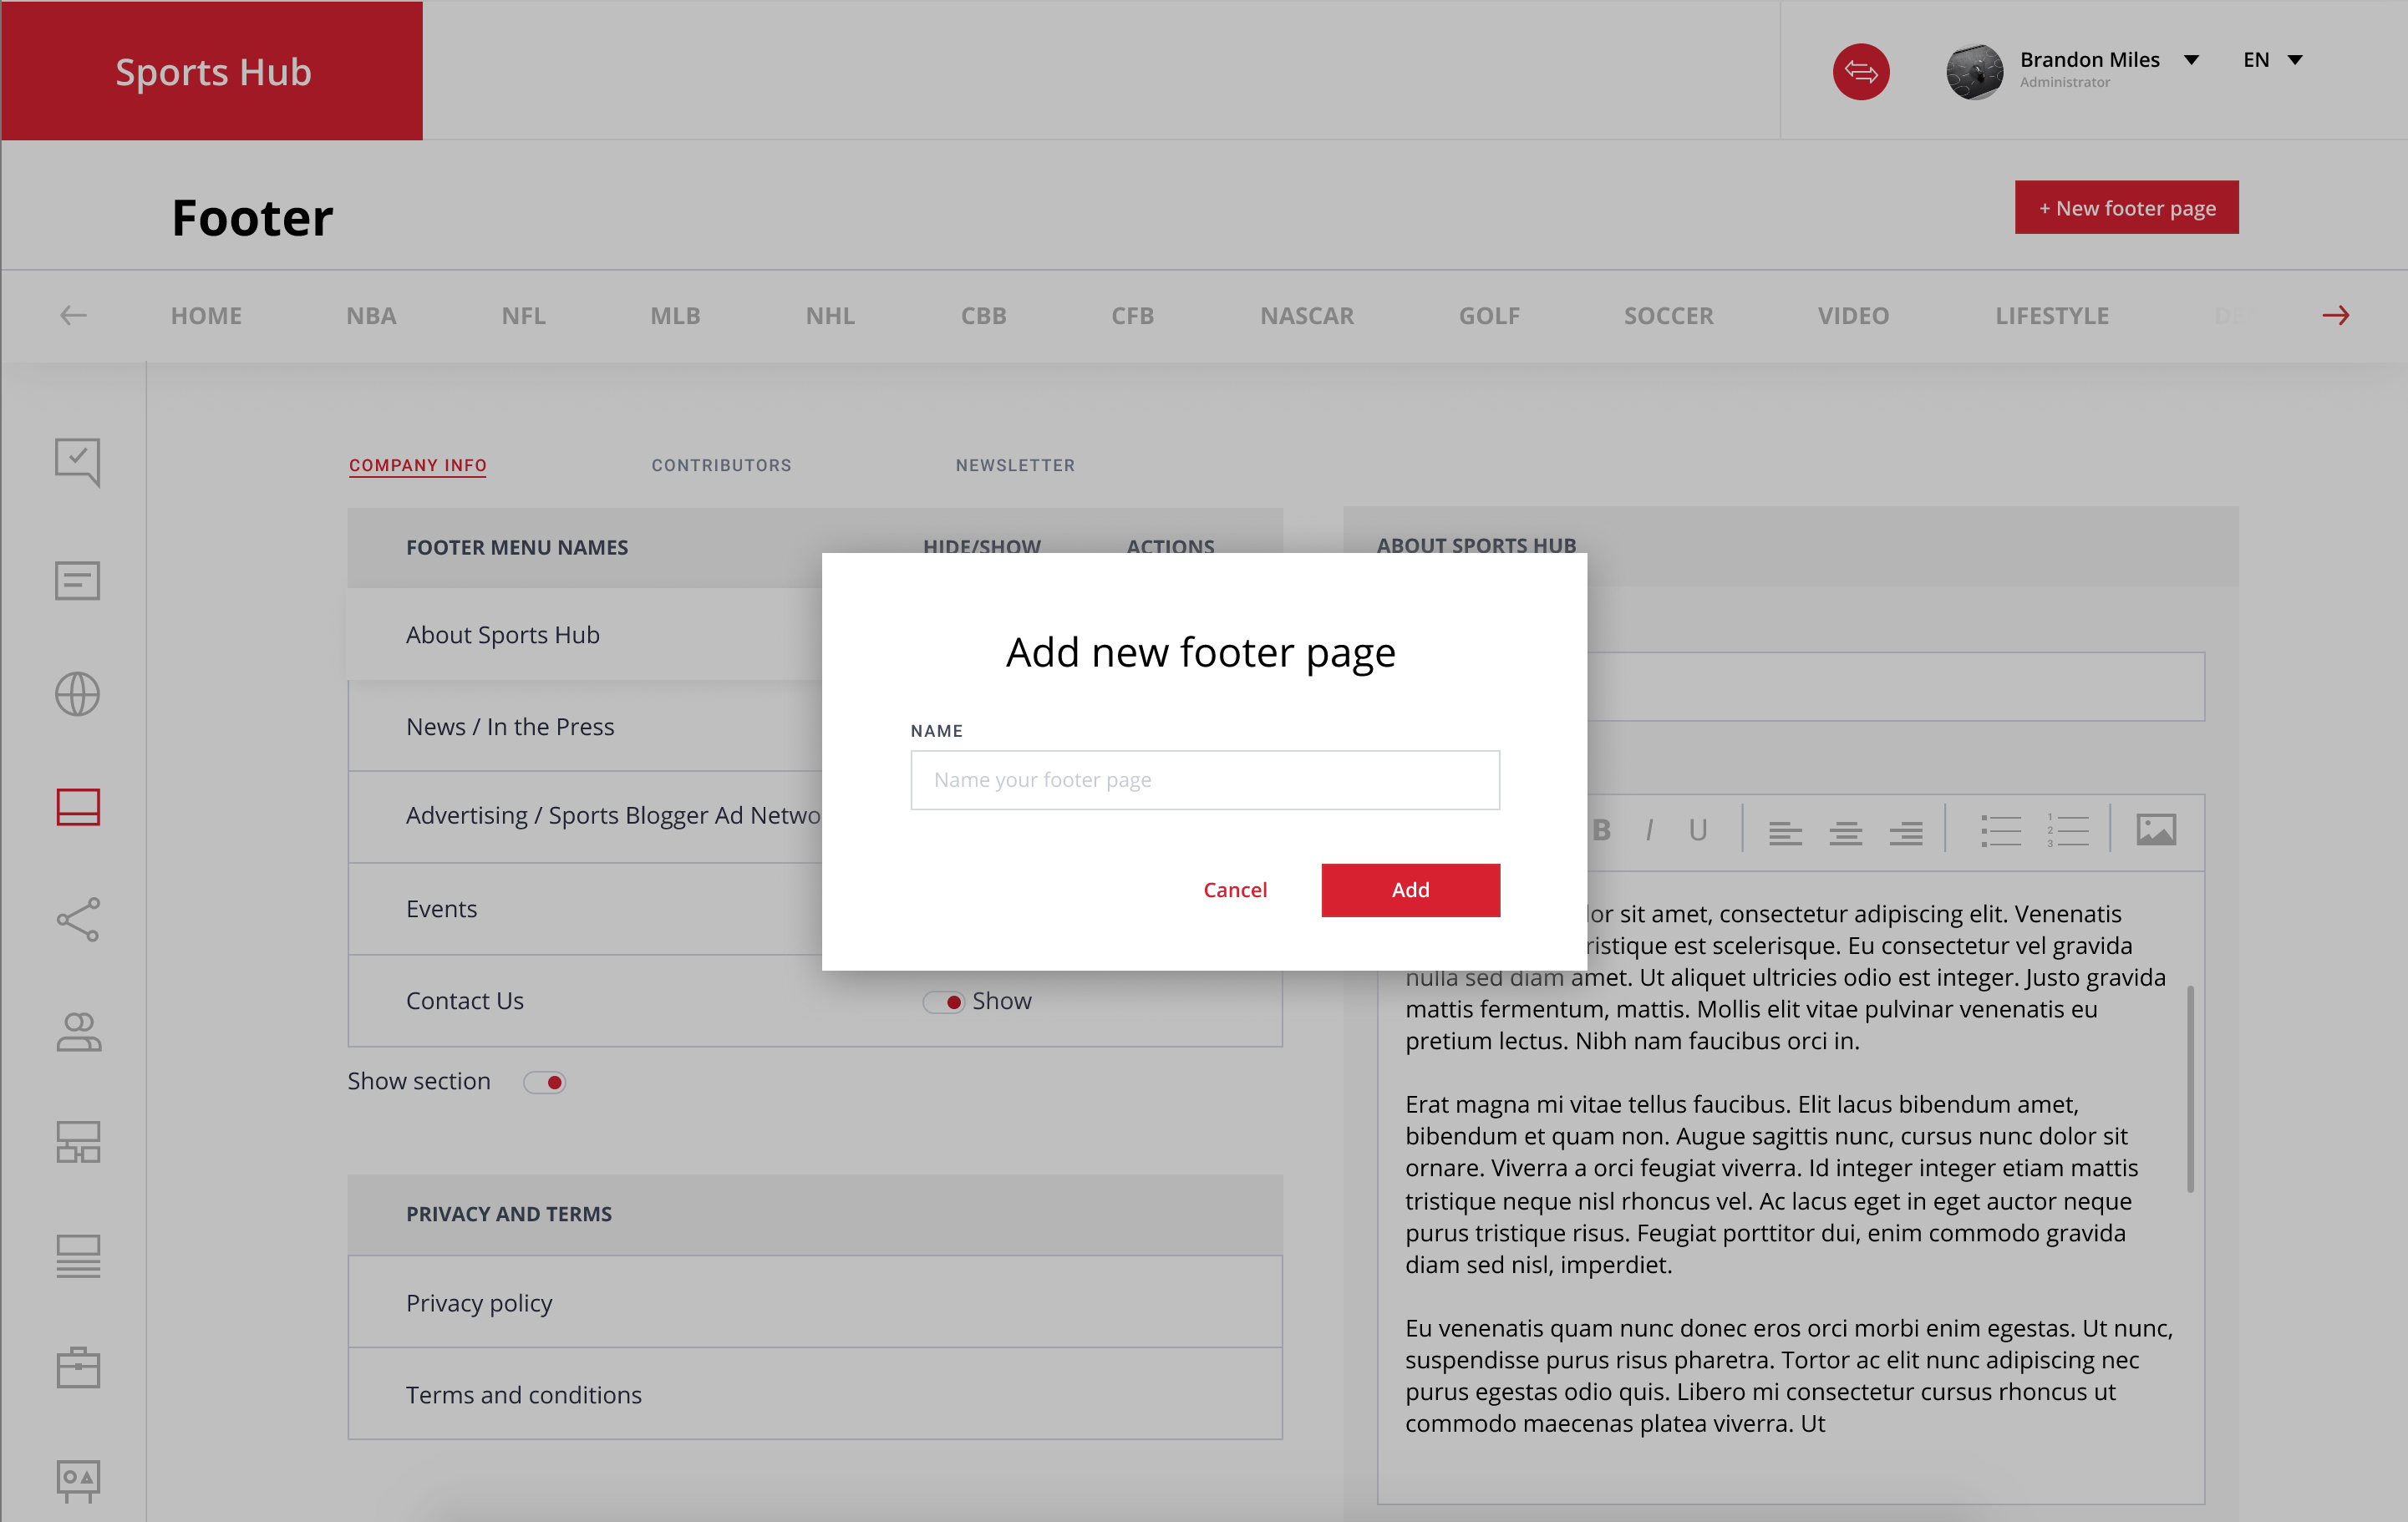 Sports Hub
Brandon Miles
Administrator
EN
Footer
+ New footer page
HOME NBA NFL MLB NHL CBB CFB NASCAR GOLF SOCCER VIDEO LIFESTYLE
COMPANY INFO CONTRIBUTORS NEWSLETTER
FOOTER MENU NAMES HIDE/SHOW ACTIONS
About Sports Hub
News / In the Press
Advertising / Sports Blogger Ad Netwo
Events
Contact Us Show
Show section
PRIVACY AND TERMS
Privacy policy
Terms and conditions
Add new footer page
NAME
Name your footer page
Cancel Add
ABOUT SPORTS HUB
B I U
1
2
3
lor sit amet, consectetur adipiscing elit. Venenatis
ristique est scelerisque. Eu consectetur vel gravida
nulla sed diam amet. Ut aliquet ultricies odio est integer. Justo gravida
mattis fermentum, mattis. Mollis elit vitae pulvinar venenatis eu
pretium lectus. Nibh nam faucibus orci in.
Erat magna mi vitae tellus faucibus. Elit lacus bibendum amet,
bibendum et quam non. Augue sagittis nunc, cursus nunc dolor sit
ornare. Viverra a orci feugiat viverra. Id integer integer etiam mattis
tristique neque nisl rhoncus vel. Ac lacus eget in eget auctor neque
purus tristique risus. Feugiat porttitor dui, enim commodo gravida
diam sed nisl, imperdiet.
Eu venenatis quam nunc donec eros orci morbi enim egestas. Ut nunc,
suspendisse purus risus pharetra. Tortor ac elit nunc adipiscing nec
purus egestas odio quis. Libero mi consectetur cursus rhoncus ut
commodo maecenas platea viverra. Ut